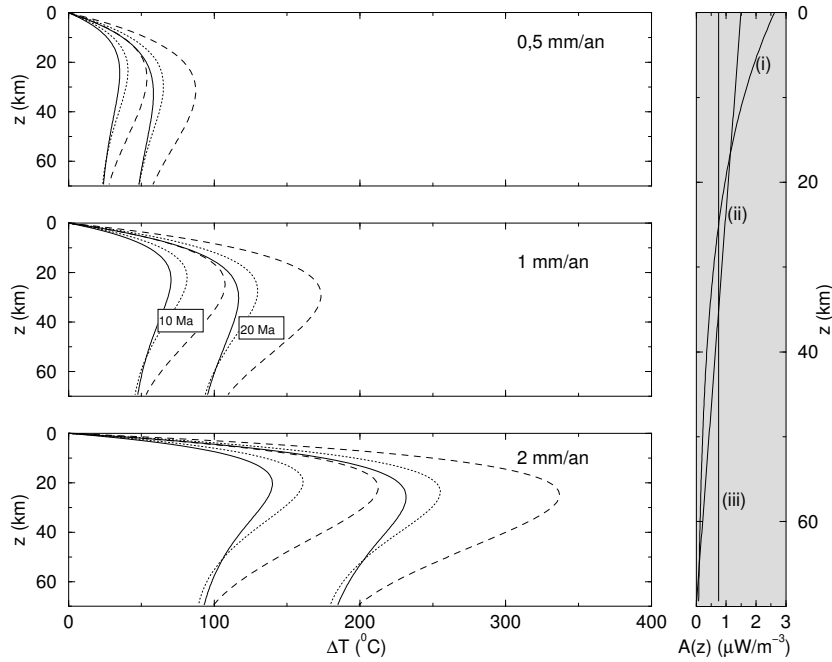 0
20
40
60
z (km)
0,5 mm/an
0
20
40
60
z (km)
1 mm/an
10 Ma
20 Ma
0
20
40
60
z (km)
2 mm/an
0 100 200 300 400
ΔT (⁰C)
(i)
(ii)
(iii)
0
20
40
60
z (km)
0 1 2 3
A(z) (μW/m⁻³)